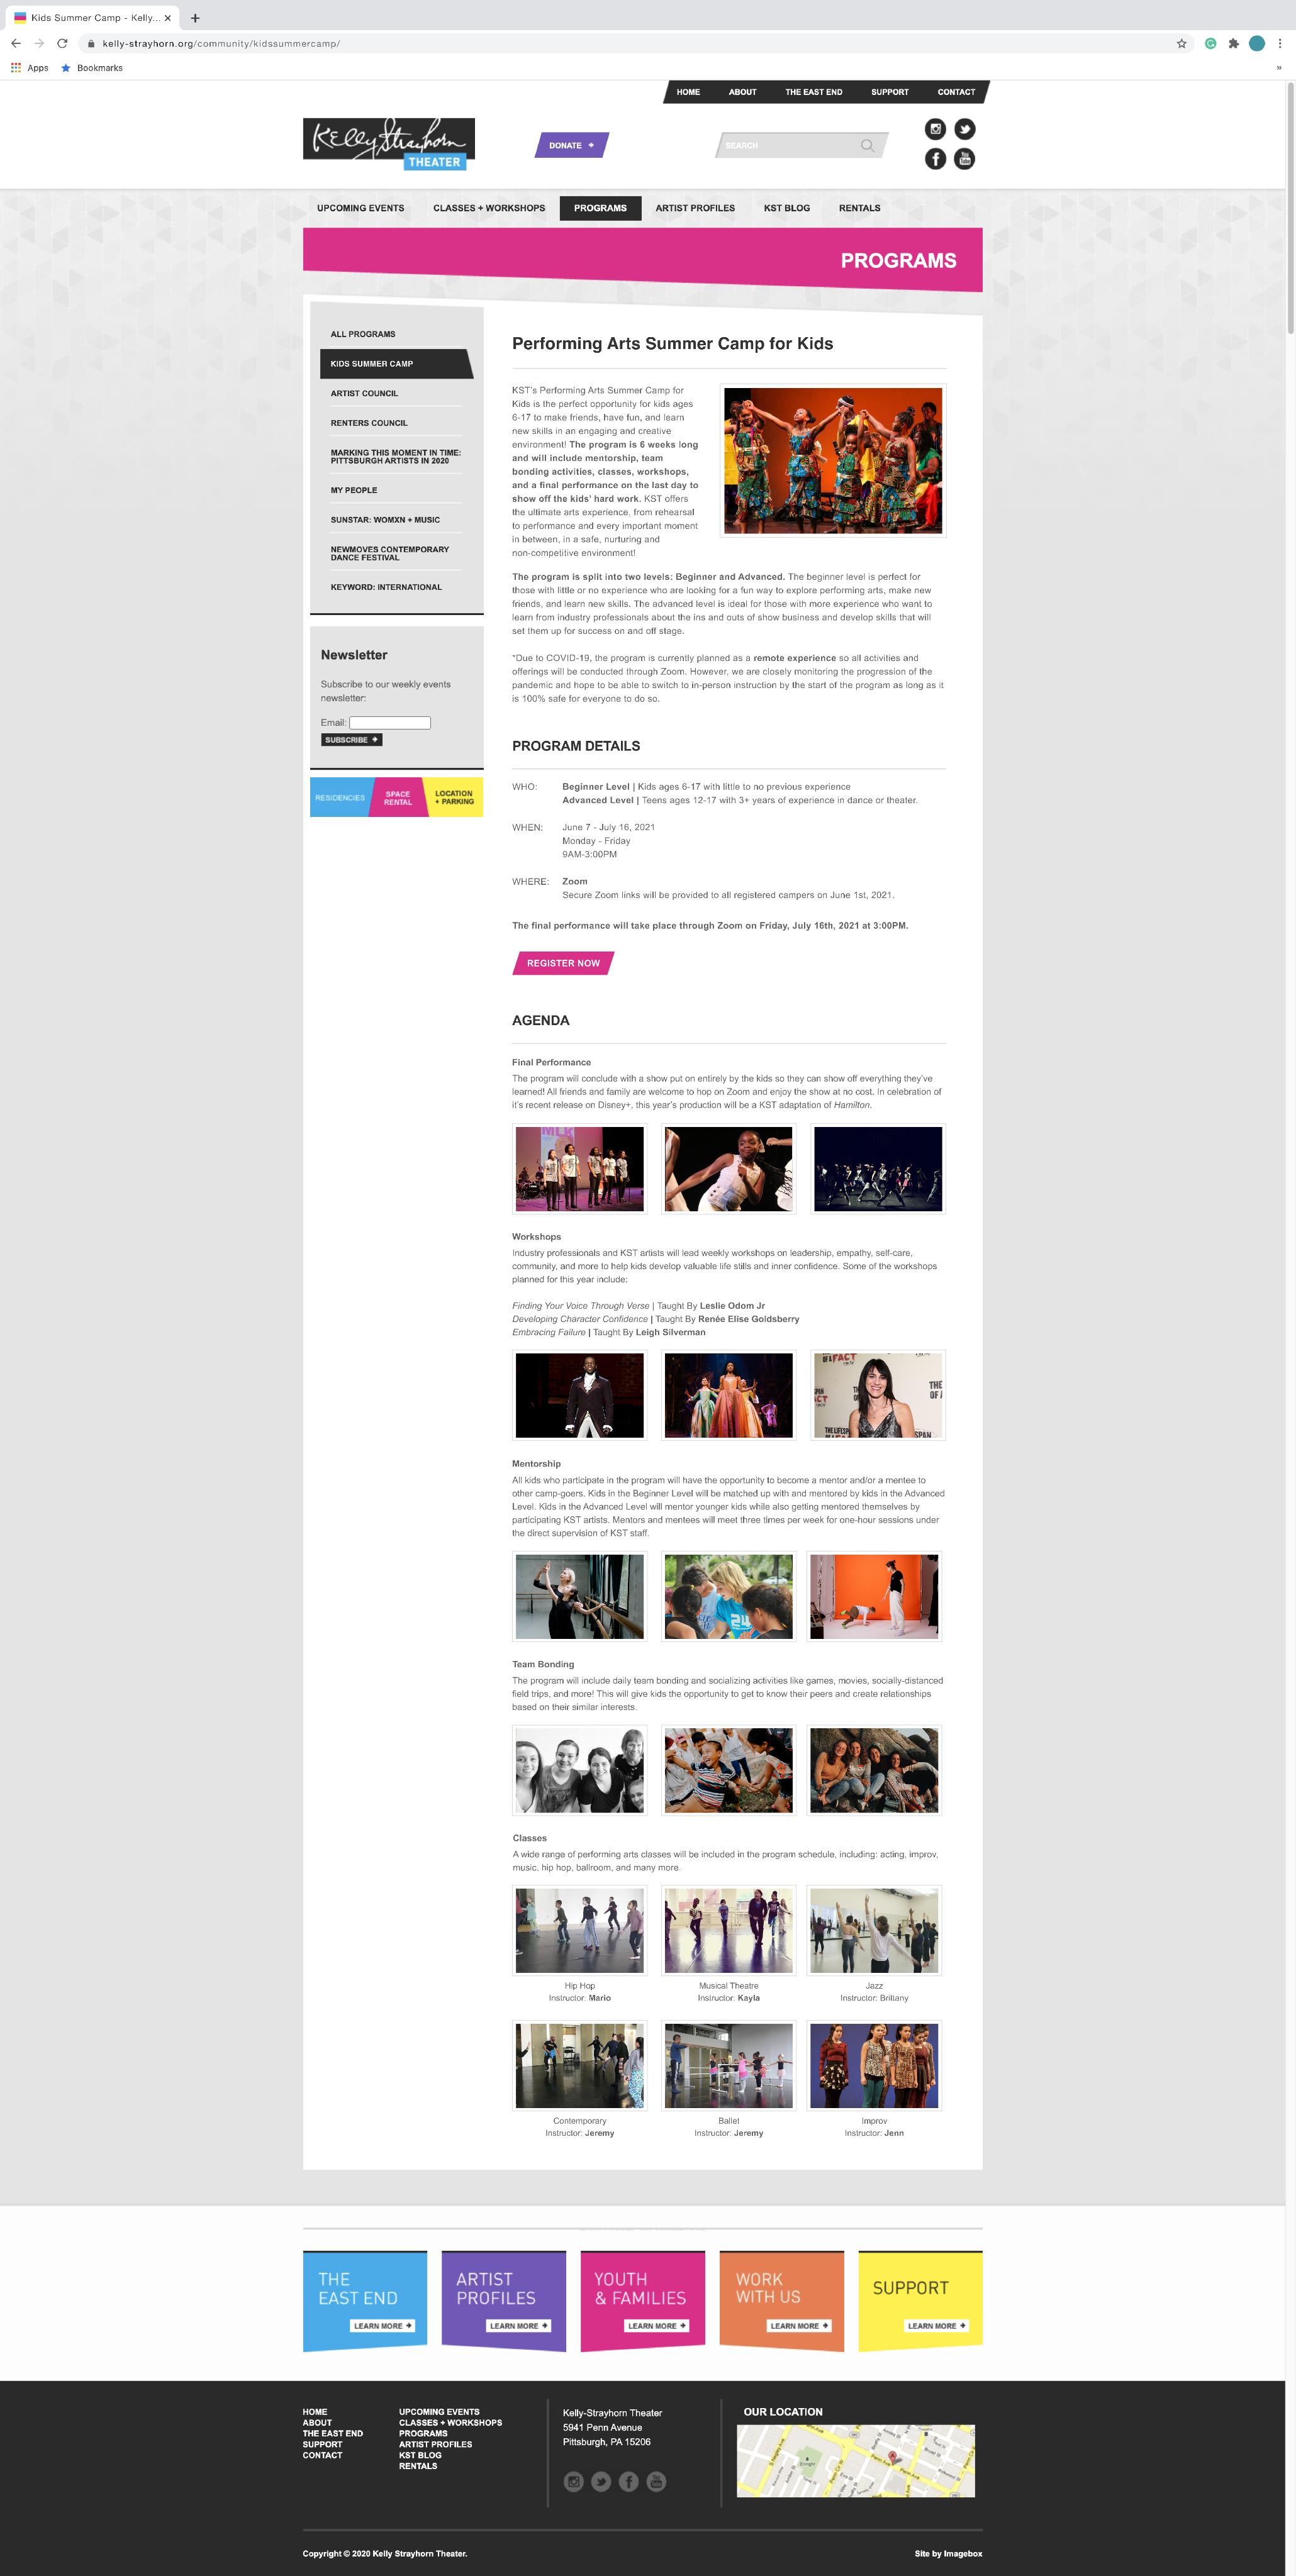 Kids Summer Camp - Kelly...
kelly-strayhorn.org/community/kidssummercamp/
Apps
Bookmarks
»
HOME
ABOUT
THE EAST END
SUPPORT
CONTACT
Kelly Strayhorn
THEATER
DONATE
SEARCH
UPCOMING EVENTS
CLASSES + WORKSHOPS
PROGRAMS
ARTIST PROFILES
KST BLOG
RENTALS
PROGRAMS
ALL PROGRAMS
KIDS SUMMER CAMP
ARTIST COUNCIL
RENTERS COUNCIL
MARKING THIS MOMENT IN TIME:
PITTSBURGH ARTISTS IN 2020
MY PEOPLE
SUNSTAR: WOMXN + MUSIC
NEWMOVES CONTEMPORARY
DANCE FESTIVAL
KEYWORD: INTERNATIONAL
Newsletter
Subscribe to our weekly events
newsletter:
Email:
SUBSCRIBE
RESIDENCIES
SPACE
RENTAL
LOCATION
+ PARKING
Performing Arts Summer Camp for Kids
KST's Performing Arts Summer Camp for
Kids is the perfect opportunity for kids ages
6-17 to make friends, have fun, and learn
new skills in an engaging and creative
environment! The program is 6 weeks long
and will include mentorship, team
bonding activities, classes, workshops,
and a final performance on the last day to
show off the kids' hard work. KST offers
the ultimate arts experience, from rehearsal
to performance and every important moment
in between, in a safe, nurturing and
non-competitive environment!
The program is split into two levels: Beginner and Advanced. The beginner level is perfect for
those with little or no experience who are looking for a fun way to explore performing arts, make new
friends, and learn new skills. The advanced level is ideal for those with more experience who want to
learn from industry professionals about the ins and outs of show business and develop skills that will
set them up for success on and off stage.
*Due to COVID-19, the program is currently planned as a remote experience so all activities and
offerings will be conducted through Zoom. However, we are closely monitoring the progression of the
pandemic and hope to be able to switch to in-person instruction by the start of the program as long as it
is 100% safe for everyone to do so.
PROGRAM DETAILS
WHO: Beginner Level | Kids ages 6-17 with little to no previous experience
Advanced Level | Teens ages 12-17 with 3+ years of experience in dance or theater.
WHEN: June 7 - July 16, 2021
Monday - Friday
9AM-3:00PM
WHERE: Zoom
Secure Zoom links will be provided to all registered campers on June 1st, 2021.
The final performance will take place through Zoom on Friday, July 16th, 2021 at 3:00PM.
REGISTER NOW
AGENDA
Final Performance
The program will conclude with a show put on entirely by the kids so they can show off everything they've
learned! All friends and family are welcome to hop on Zoom and enjoy the show at no cost. In celebration of
it's recent release on Disney+, this year's production will be a KST adaptation of Hamilton.
MLK
Workshops
Industry professionals and KST artists will lead weekly workshops on leadership, empathy, self-care,
community, and more to help kids develop valuable life stills and inner confidence. Some of the workshops
planned for this year include:
Finding Your Voice Through Verse | Taught By Leslie Odom Jr
Developing Character Confidence | Taught By Renée Elise Goldsberry
Embracing Failure | Taught By Leigh Silverman
Mentorship
All kids who participate in the program will have the opportunity to become a mentor and/or a mentee to
other camp-goers. Kids in the Beginner Level will be matched up with and mentored by kids in the Advanced
Level. Kids in the Advanced Level will mentor younger kids while also getting mentored themselves by
participating KST artists. Mentors and mentees will meet three times per week for one-hour sessions under
the direct supervision of KST staff.
24
Team Bonding
The program will include daily team bonding and socializing activities like games, movies, socially-distanced
field trips, and more! This will give kids the opportunity to get to know their peers and create relationships
based on their similar interests.
Classes
A wide range of performing arts classes will be included in the program schedule, including: acting, improv,
music, hip hop, ballroom, and many more.
Hip Hop
Instructor: Mario
Musical Theatre
Instructor: Kayla
Jazz
Instructor: Brittany
Contemporary
Instructor: Jeremy
Ballet
Instructor: Jeremy
Improv
Instructor: Jenn
THE
EAST END
LEARN MORE
ARTIST
PROFILES
LEARN MORE
YOUTH
& FAMILIES
LEARN MORE
WORK
WITH US
LEARN MORE
SUPPORT
LEARN MORE
HOME
ABOUT
THE EAST END
SUPPORT
CONTACT
UPCOMING EVENTS
CLASSES + WORKSHOPS
PROGRAMS
ARTIST PROFILES
KST BLOG
RENTALS
Kelly-Strayhorn Theater
5941 Penn Avenue
Pittsburgh, PA 15206
OUR LOCATION
Copyright © 2020 Kelly Strayhorn Theater.
Site by Imagebox